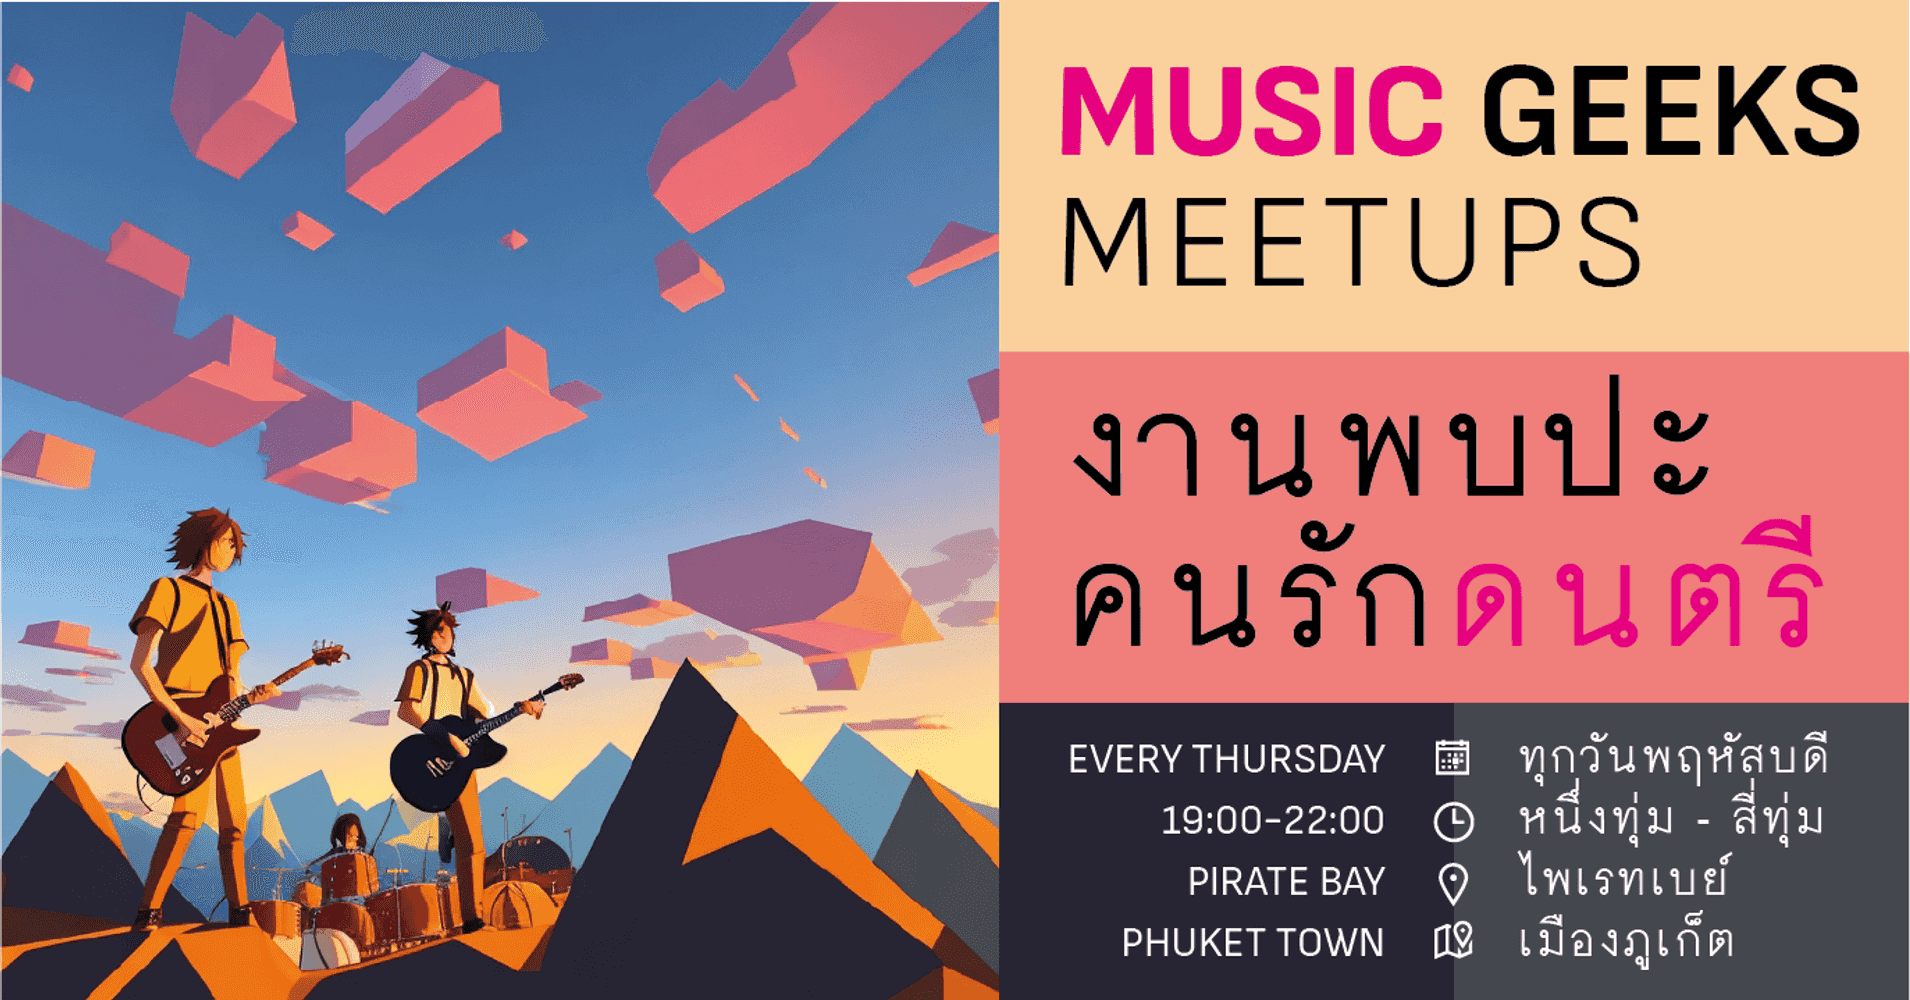 MUSIC GEEKS
MEETUPS
งานพบปะ
คนรักดนตรี
EVERY THURSDAY
ทุกวันพฤหัสบดี
19:00-22:00
หนึ่งทุ่ม - สี่ทุ่ม
PIRATE BAY
ไพเรทเบย์
PHUKET TOWN
เมืองภูเก็ต